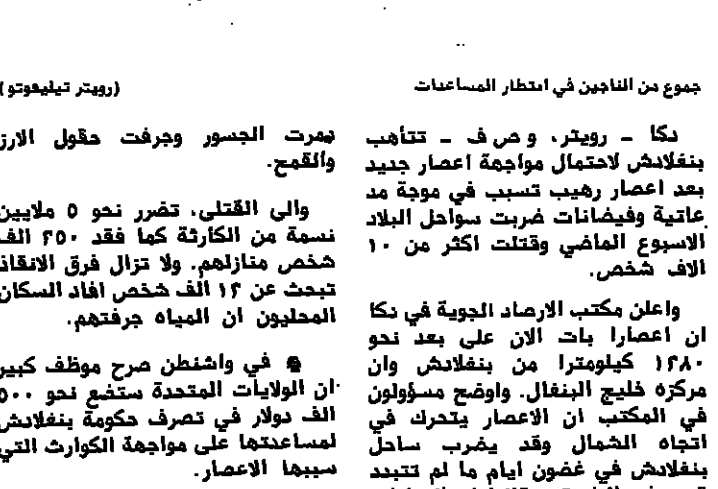 جموع من الناجين في انتظار المساعدات
(رويتر تيليفوتو)
دكا ـ رويتر، و ص ف ـ تتأهب
بنغلادش لاحتمال مواجهة اعصار جديد
بعد اعصار رهيب تسبب في موجة مد
عاتية وفيضانات ضربت سواحل البلاد
الاسبوع الماضي وقتلت اكثر من ١٠
الاف شخص.
واعلن مكتب الارصاد الجوية في دكا
ان اعصارا بات الان على بعد نحو
١٢٨٠ كيلومترا من بنغلادش وان
مركزه خليج البنغال. واوضح مسؤولون
في المكتب ان الاعصار يتحرك في
اتجاه الشمال وقد يضرب ساحل
بنغلادش في غضون ايام ما لم تتبدد
دمرت الجسور وجرفت حقول الارز
والقمح.
والى القتلى، تضرر نحو ٥ ملايين
نسمة من الكارثة كما فقد ٢٥٠ الف
شخص منازلهم. ولا تزال فرق الانقاذ
تبحث عن ١٢ الف شخص افاد السكان
المحليون ان المياه جرفتهم.
في واشنطن صرح موظف كبير
ان الولايات المتحدة ستضع نحو ٥٠٠
الف دولار في تصرف حكومة بنغلادش
لمساعدتها على مواجهة الكوارث التي
سببها الاعصار.